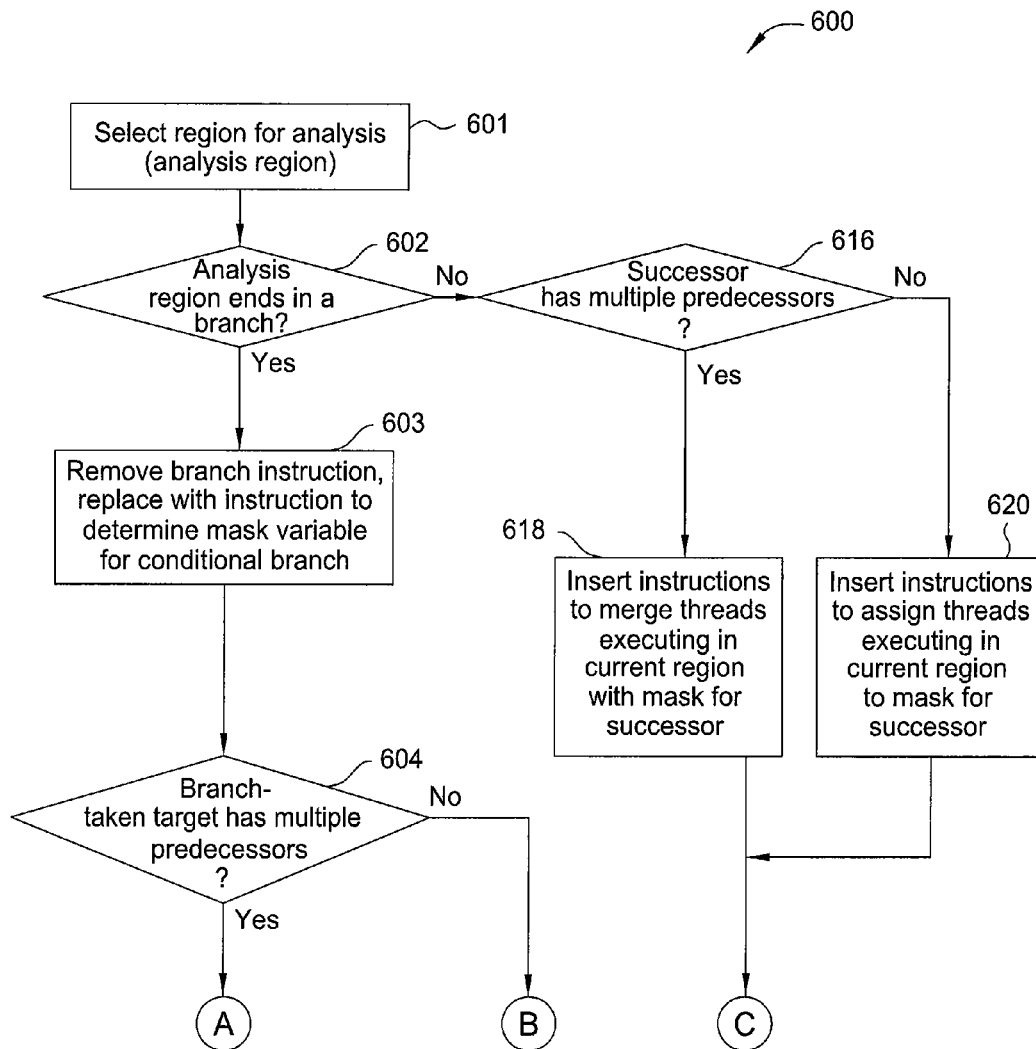 600
Select region for analysis
(analysis region)
601
602
Analysis
region ends in a
branch?
No
Yes
616
Successor
has multiple predecessors
?
No
Yes
603
Remove branch instruction,
replace with instruction to
determine mask variable
for conditional branch
618
Insert instructions
to merge threads
executing in
current region
with mask for
successor
620
Insert instructions
to assign threads
executing in
current region
to mask for
successor
604
Branch-
taken target has multiple
predecessors
?
No
Yes
A
B
C